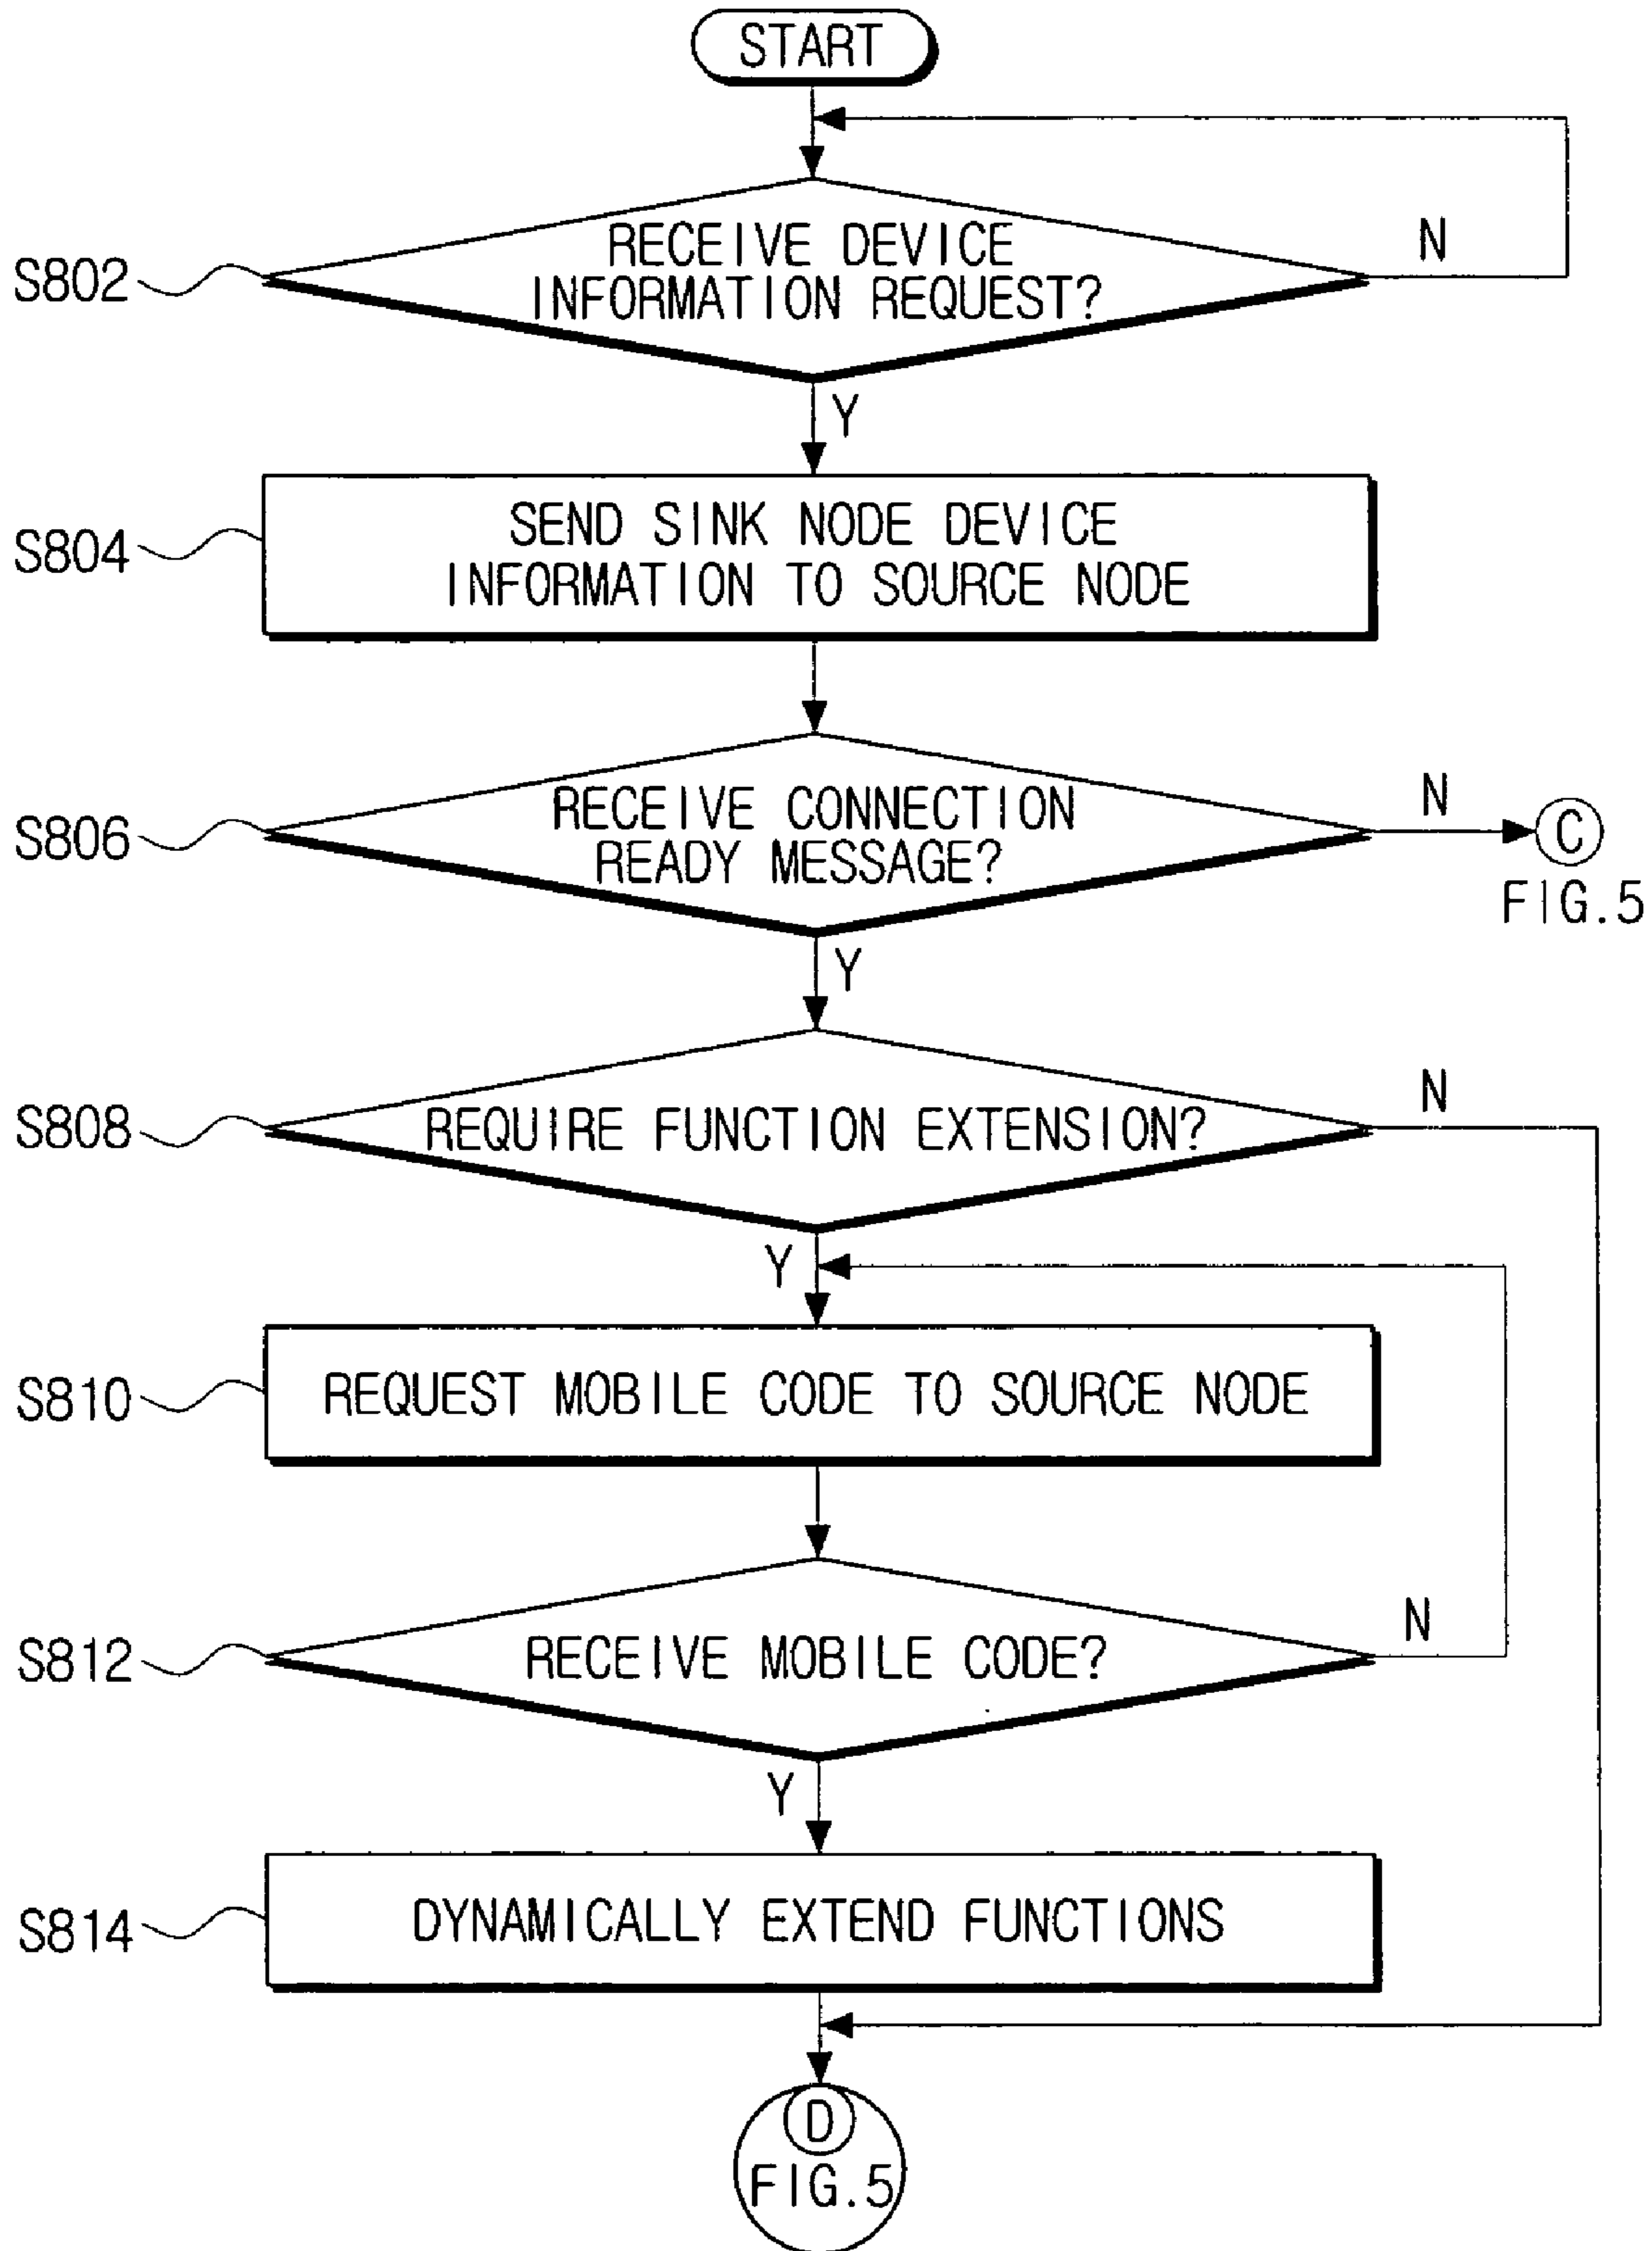 START
RECEIVE DEVICE
INFORMATION REQUEST?
N
S802
Y
SEND SINK NODE DEVICE
INFORMATION TO SOURCE NODE
S804
RECEIVE CONNECTION
READY MESSAGE?
N
C
FIG.5
S806
Y
REQUIRE FUNCTION EXTENSION?
N
S808
Y
REQUEST MOBILE CODE TO SOURCE NODE
S810
RECEIVE MOBILE CODE?
N
S812
Y
DYNAMICALLY EXTEND FUNCTIONS
S814
D
FIG.5